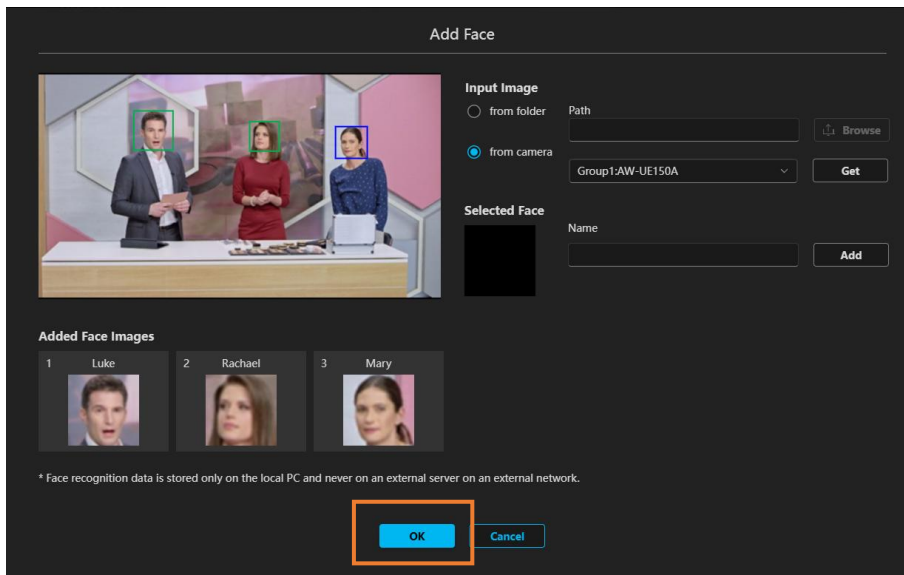 Add Face
Input Image
from folder
Path
Browse
from camera
Group1:AW-UE150A
Get
Selected Face
Name
Add
Added Face Images
1 Luke
2 Rachael
3 Mary
* Face recognition data is stored only on the local PC and never on an external server on an external network.
OK
Cancel